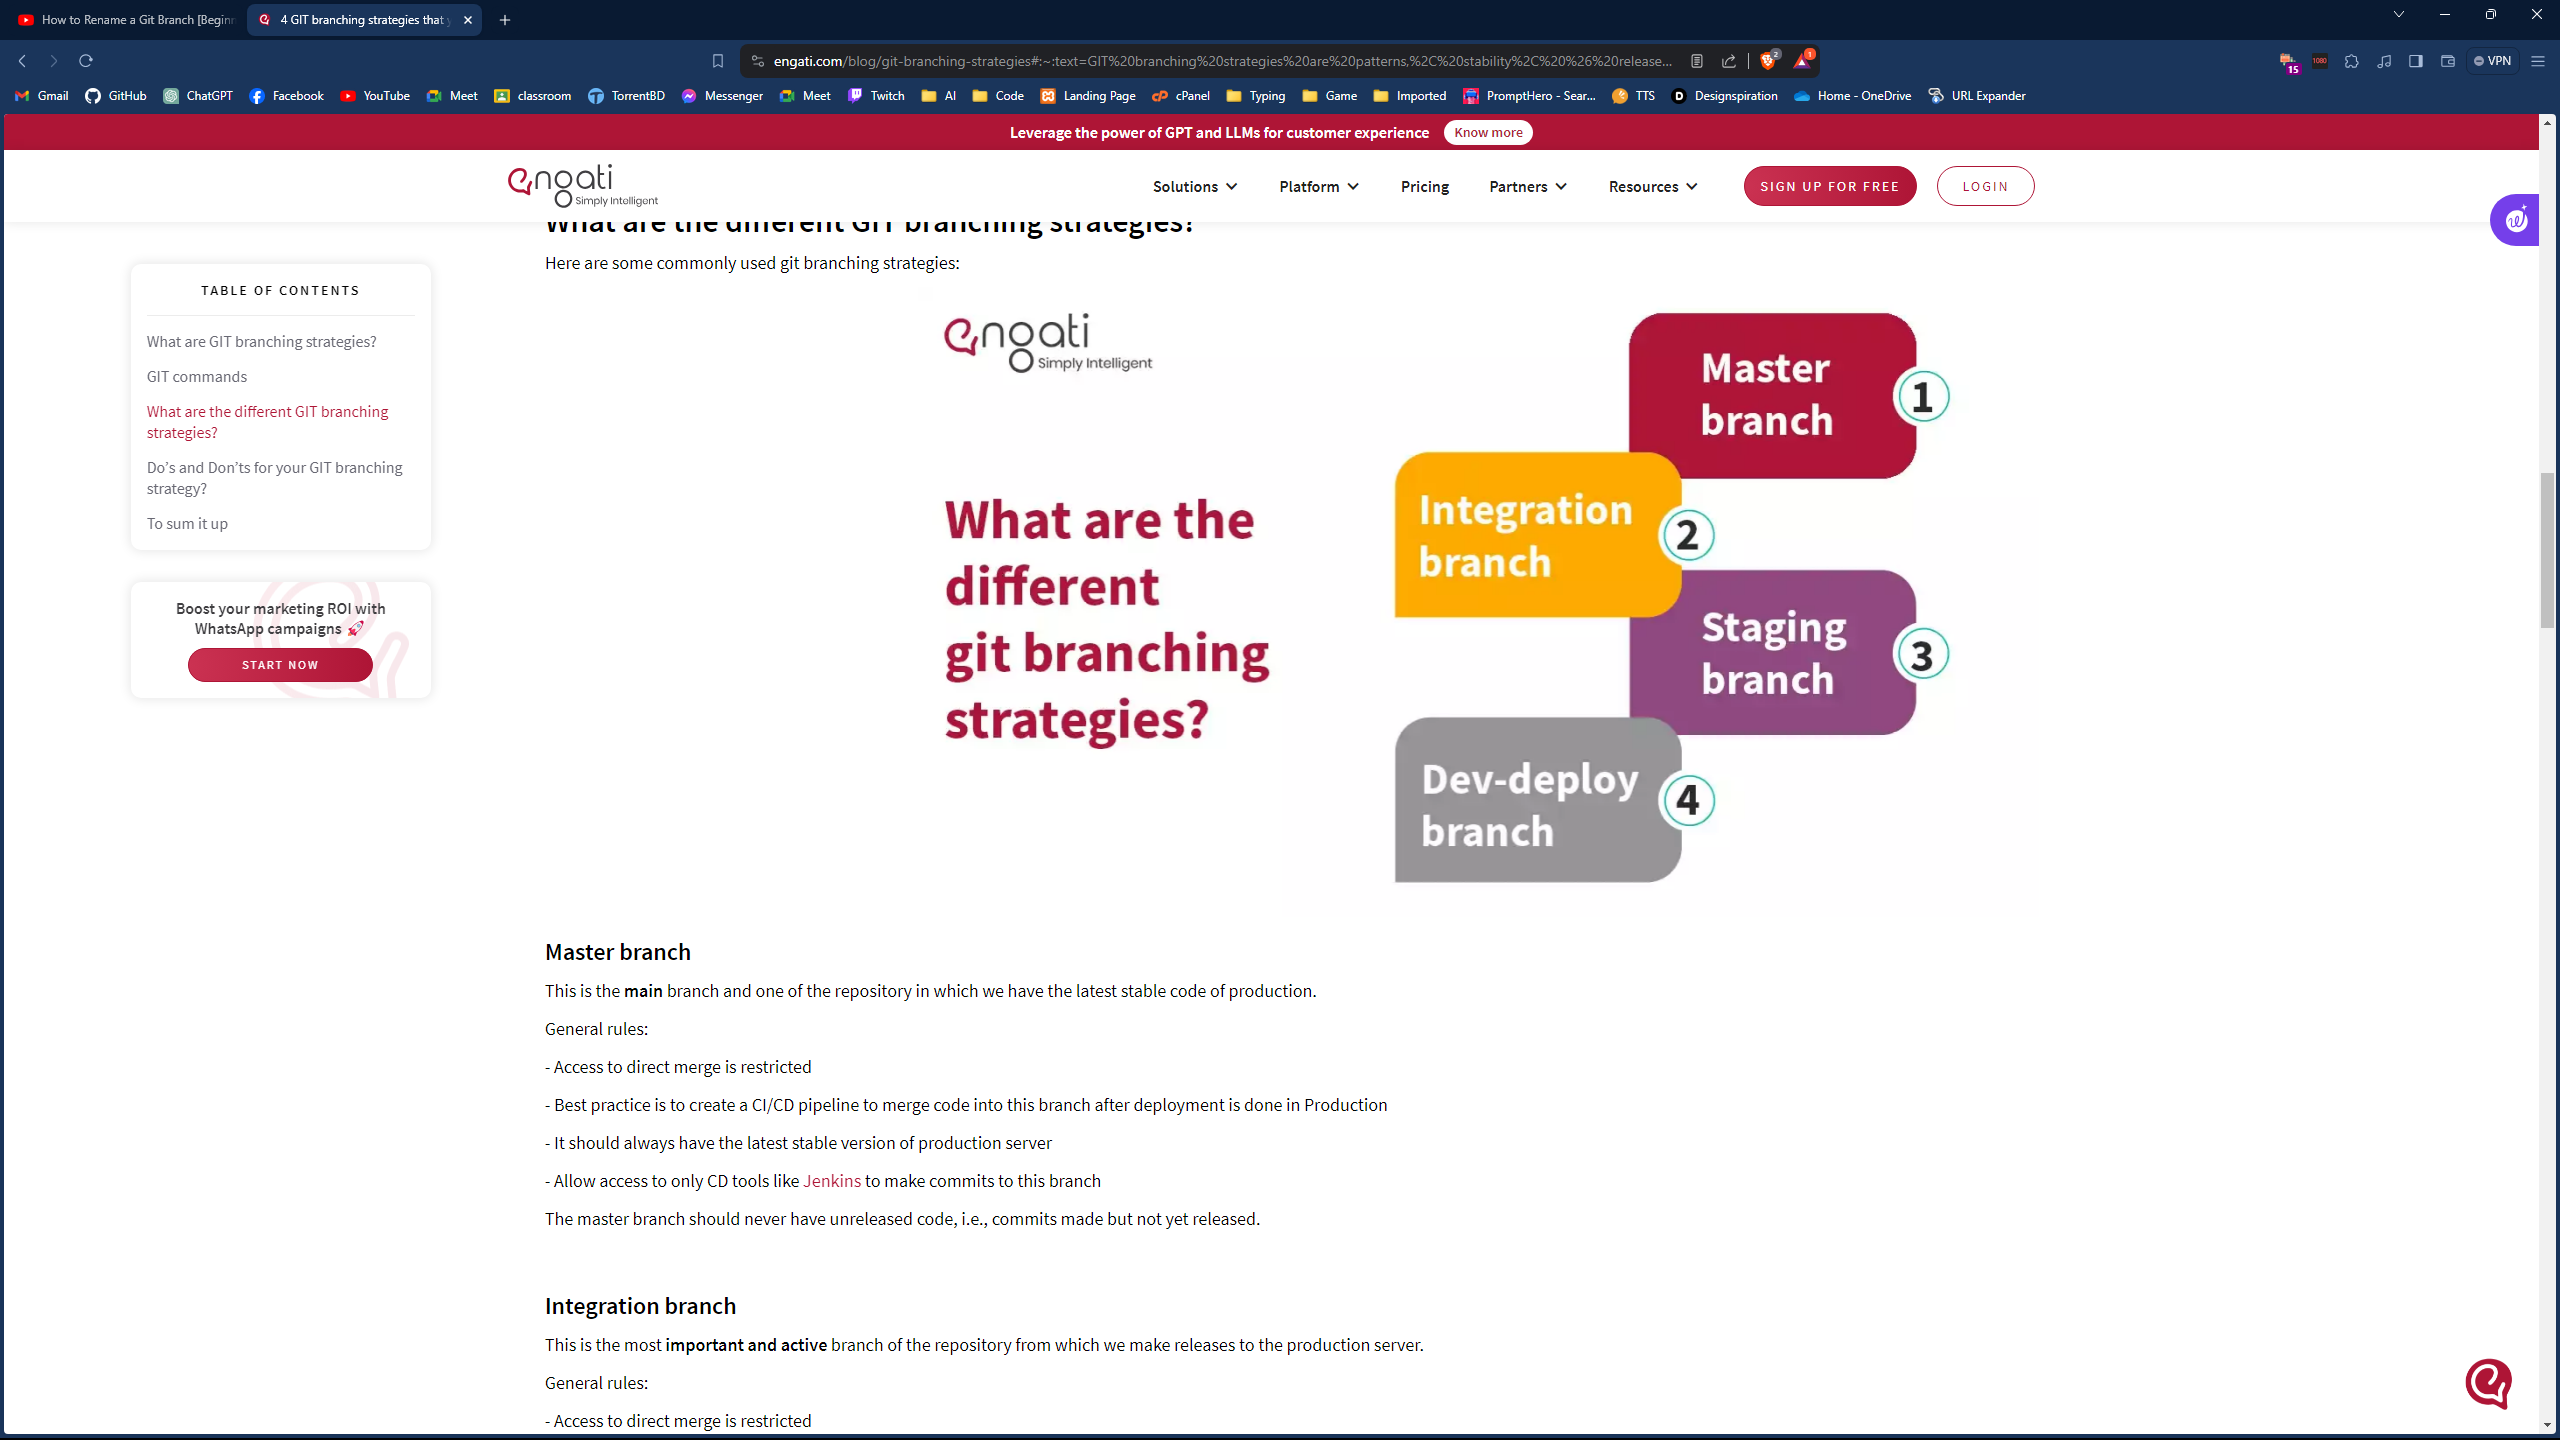 How to Rename a Git Branch [Begin
4 GIT branching strategies that
engati.com/blog/git-branching-strategies#:~:text=GIT%20branching%20strategies%20are%20patterns,%2C%20stability%2C%20%26%20release...
2
1
15
1080
VPN
Gmail
GitHub
ChatGPT
Facebook
YouTube
Meet
classroom
TorrentBD
Messenger
Meet
Twitch
AI
Code
Landing Page
cPanel
Typing
Game
Imported
PromptHero - Sear...
TTS
Designspiration
Home - OneDrive
URL Expander
Leverage the power of GPT and LLMs for customer experience
Know more
engati
Simply Intelligent
Solutions
Platform
Pricing
Partners
Resources
SIGN UP FOR FREE
LOGIN
What are the different GIT branching strategies?
Here are some commonly used git branching strategies:
TABLE OF CONTENTS
What are GIT branching strategies?
GIT commands
What are the different GIT branching
strategies?
Do's and Don'ts for your GIT branching
strategy?
To sum it up
Boost your marketing ROI with
WhatsApp campaigns 🚀
START NOW
engati
Simply Intelligent
What are the
different
git branching
strategies?
Master
branch
1
Integration
branch
2
Staging
branch
3
Dev-deploy
branch
4
Master branch
This is the main branch and one of the repository in which we have the latest stable code of production.
General rules:
- Access to direct merge is restricted
- Best practice is to create a CI/CD pipeline to merge code into this branch after deployment is done in Production
- It should always have the latest stable version of production server
- Allow access to only CD tools like Jenkins to make commits to this branch
The master branch should never have unreleased code, i.e., commits made but not yet released.
Integration branch
This is the most important and active branch of the repository from which we make releases to the production server.
General rules:
- Access to direct merge is restricted